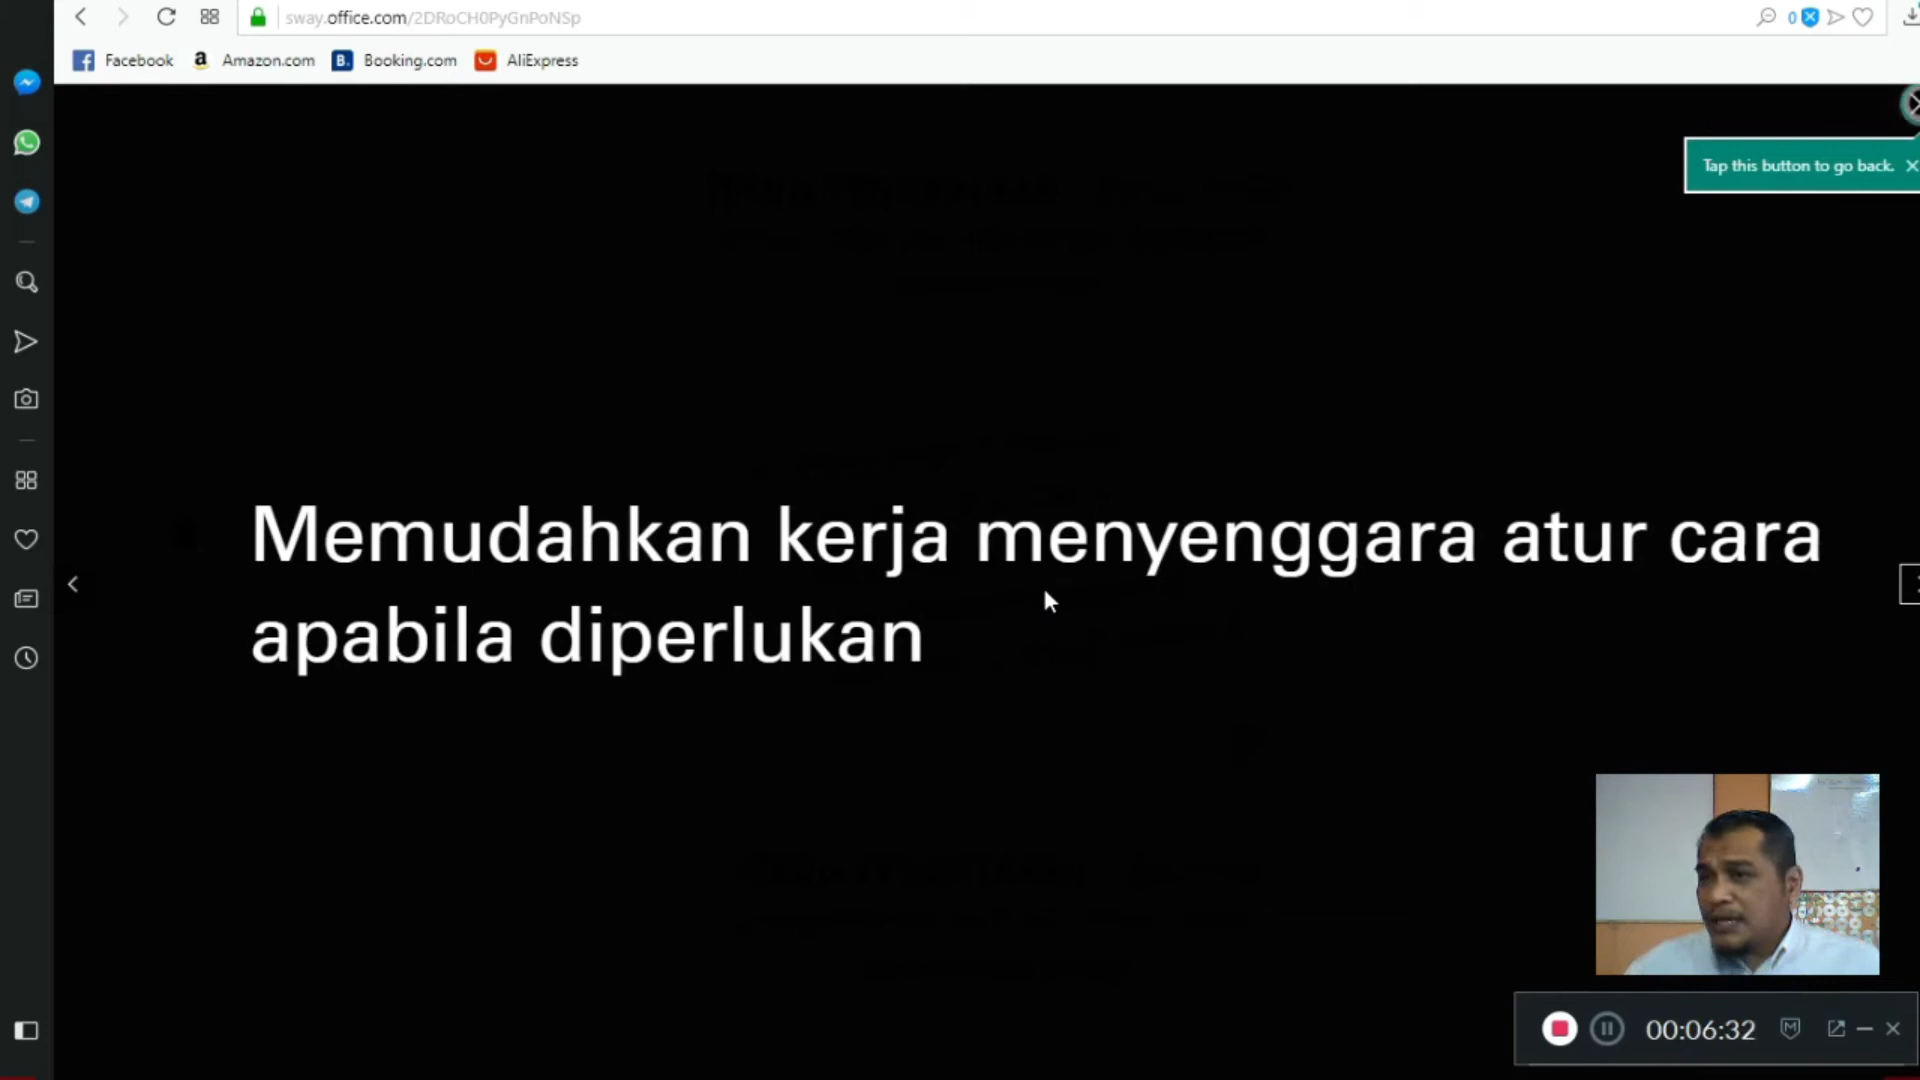 sway.office.com/2DRoCH0PyGnPoNSp
0
Facebook
Amazon.com
Booking.com
AliExpress
Tap this button to go back.
Memudahkan kerja menyenggara atur cara
apabila diperlukan
00:06:32